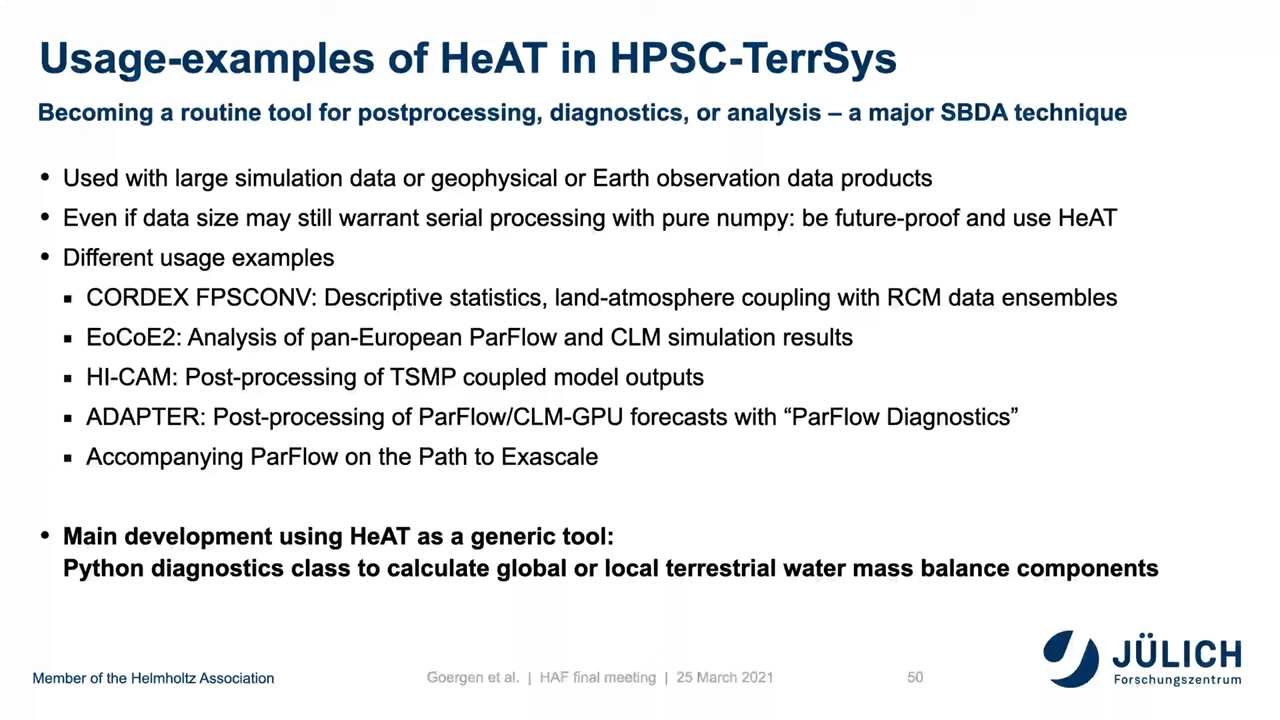 Usage-examples of HeAT in HPSC-TerrSys
Becoming a routine tool for postprocessing, diagnostics, or analysis – a major SBDA technique
• Used with large simulation data or geophysical or Earth observation data products
• Even if data size may still warrant serial processing with pure numpy: be future-proof and use HeAT
• Different usage examples
▪ CORDEX FPSCONV: Descriptive statistics, land-atmosphere coupling with RCM data ensembles
▪ EoCoE2: Analysis of pan-European ParFlow and CLM simulation results
▪ HI-CAM: Post-processing of TSMP coupled model outputs
▪ ADAPTER: Post-processing of ParFlow/CLM-GPU forecasts with “ParFlow Diagnostics”
▪ Accompanying ParFlow on the Path to Exascale
• Main development using HeAT as a generic tool:
Python diagnostics class to calculate global or local terrestrial water mass balance components
Member of the Helmholtz Association
Goergen et al. | HAF final meeting | 25 March 2021
50
JÜLICH
Forschungszentrum